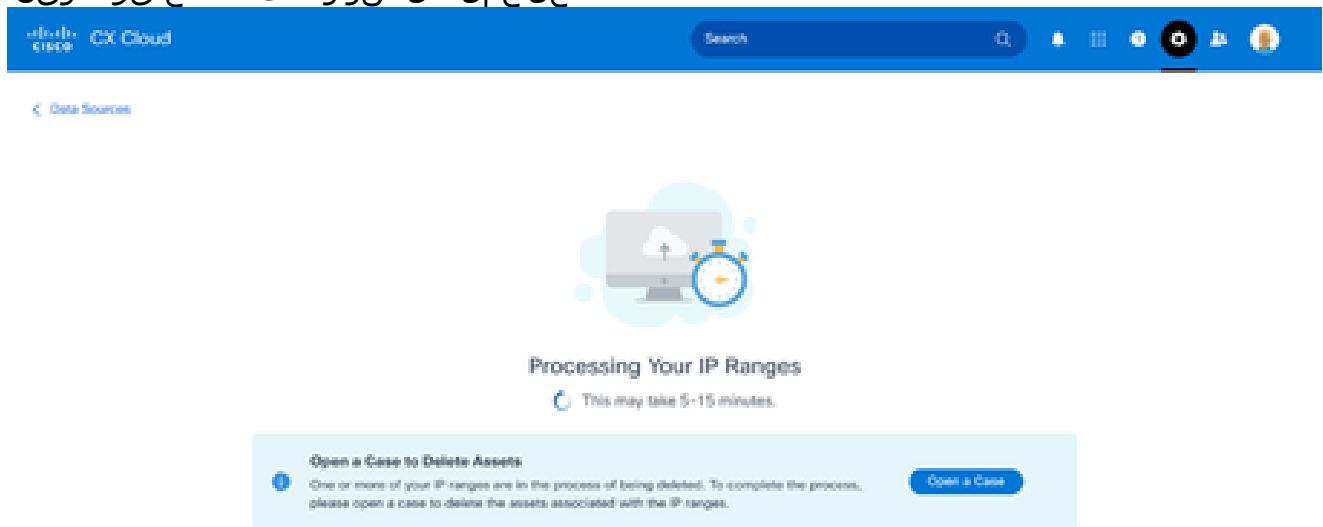 CISCO CX Cloud Search
Data Sources
Processing Your IP Ranges
This may take 5-15 minutes.
Open a Case to Delete Assets
One or more of your IP ranges are in the process of being deleted. To complete the process,
please open a case to delete the assets associated with the IP ranges.
Open a Case